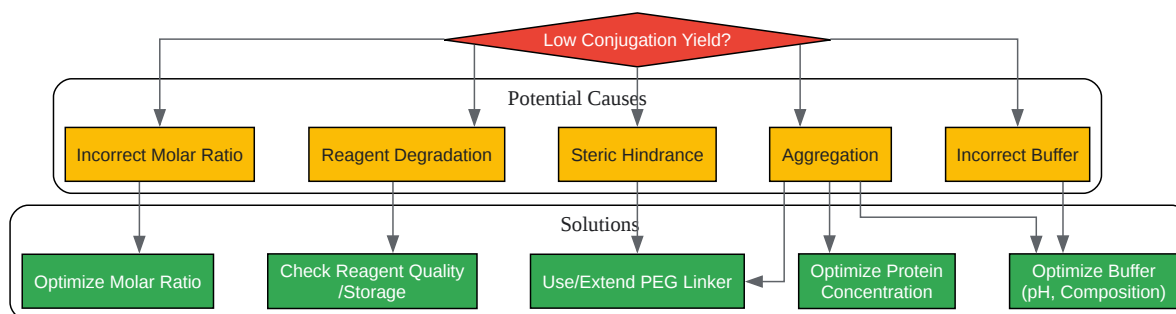 Low Conjugation Yield?
Potential Causes
Incorrect Molar Ratio
Reagent Degradation
Steric Hindrance
Aggregation
Incorrect Buffer
Solutions
Optimize Molar Ratio
Check Reagent Quality
/Storage
Use/Extend PEG Linker
Optimize Protein
Concentration
Optimize Buffer
(pH, Composition)